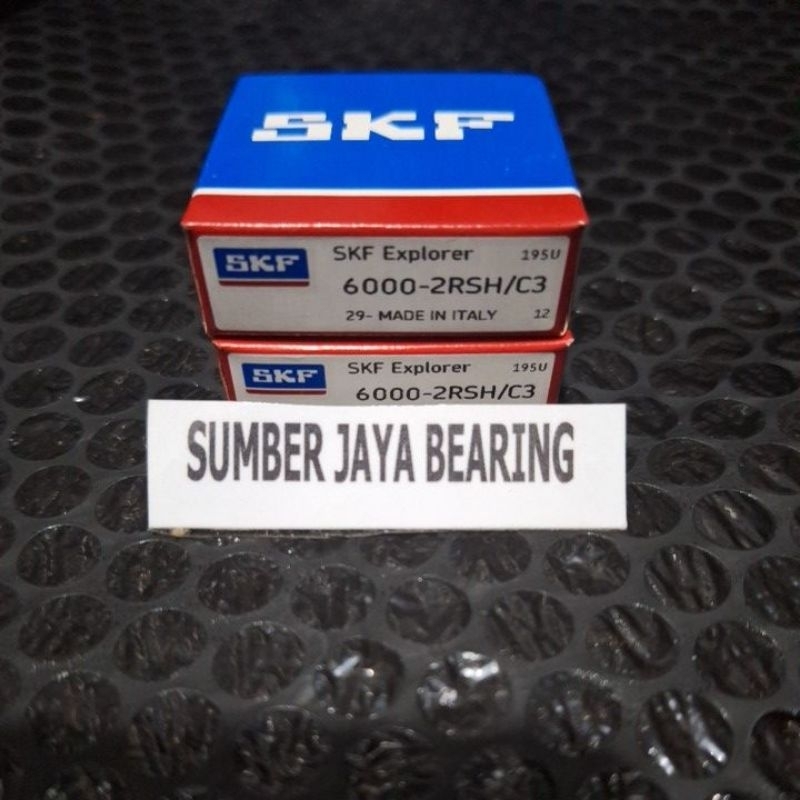 SKF
SKF SKF Explorer 195U
6000-2RSH/C3
29- MADE IN ITALY 12
SKF SKF Explorer 195U
6000-2RSH/C3
SUMBER JAYA BEARING